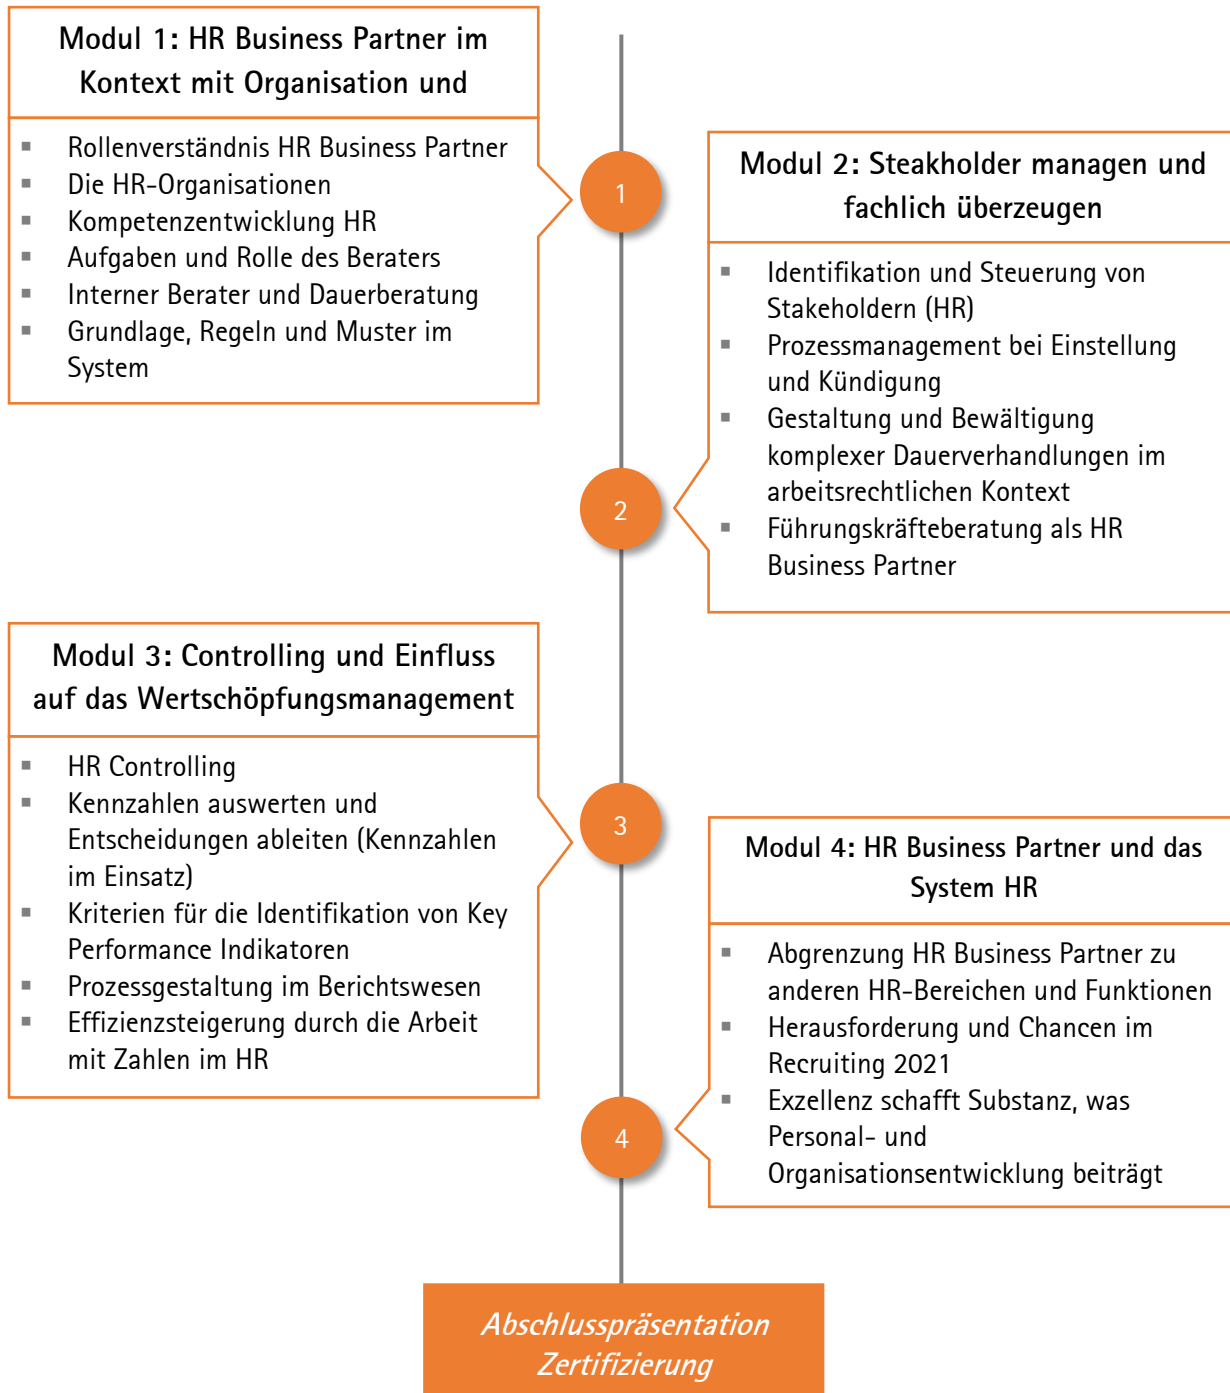 Modul 1: HR Business Partner im
Kontext mit Organisation und
▪ Rollenverständnis HR Business Partner
▪ Die HR-Organisationen
▪ Kompetenzentwicklung HR
▪ Aufgaben und Rolle des Beraters
▪ Interner Berater und Dauerberatung
▪ Grundlage, Regeln und Muster im
System
1
Modul 2: Steakholder managen und
fachlich überzeugen
▪ Identifikation und Steuerung von
Stakeholdern (HR)
▪ Prozessmanagement bei Einstellung
und Kündigung
▪ Gestaltung und Bewältigung
komplexer Dauerverhandlungen im
arbeitsrechtlichen Kontext
▪ Führungskräfteberatung als HR
Business Partner
2
Modul 3: Controlling und Einfluss
auf das Wertschöpfungsmanagement
▪ HR Controlling
▪ Kennzahlen auswerten und
Entscheidungen ableiten (Kennzahlen
im Einsatz)
▪ Kriterien für die Identifikation von Key
Performance Indikatoren
▪ Prozessgestaltung im Berichtswesen
▪ Effizienzsteigerung durch die Arbeit
mit Zahlen im HR
3
Modul 4: HR Business Partner und das
System HR
▪ Abgrenzung HR Business Partner zu
anderen HR-Bereichen und Funktionen
▪ Herausforderung und Chancen im
Recruiting 2021
▪ Exzellenz schafft Substanz, was
Personal- und
Organisationsentwicklung beiträgt
4
Abschlusspräsentation
Zertifizierung